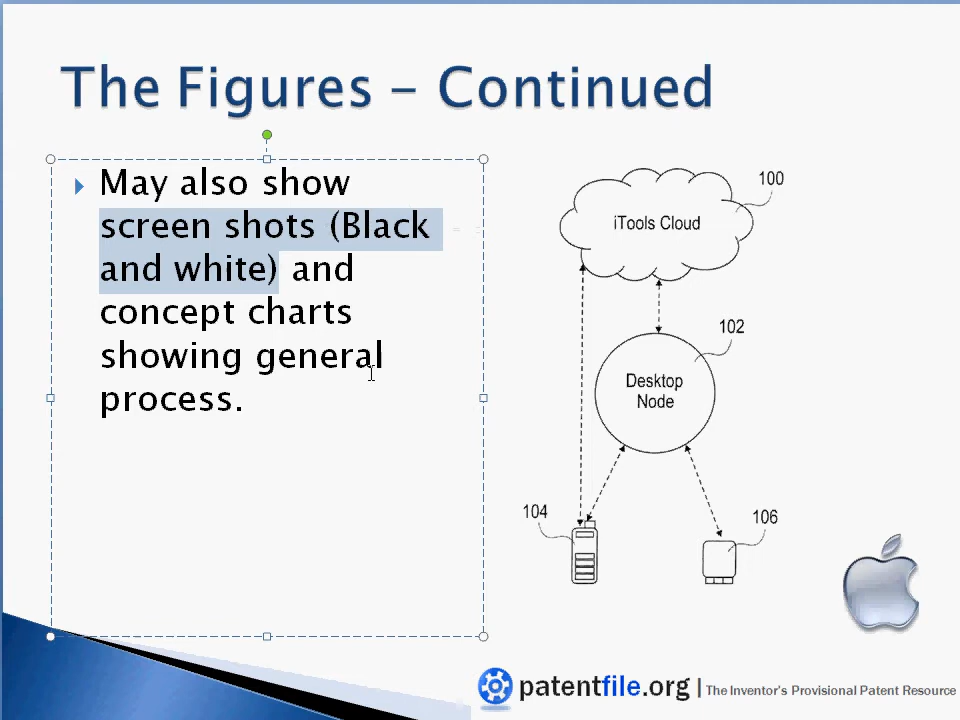 The Figures – Continued
May also show
screen shots (Black
and white) and
concept charts
showing general
process.
100
iTools Cloud
102
Desktop
Node
104
106
patentfile.org | The Inventor's Provisional Patent Resource